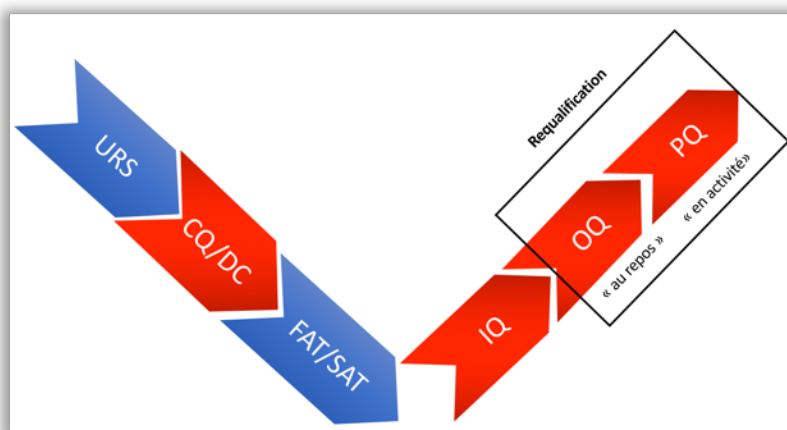 URS
CQ/DC
FAT/SAT
IQ
OQ
PQ
Requalification
« au repos »
« en activité»